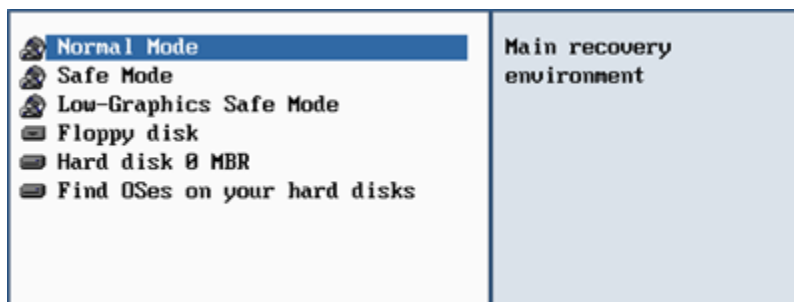 Normal Mode
Safe Mode
Low-Graphics Safe Mode
Floppy disk
Hard disk 0 MBR
Find OSes on your hard disks
Main recovery
environment